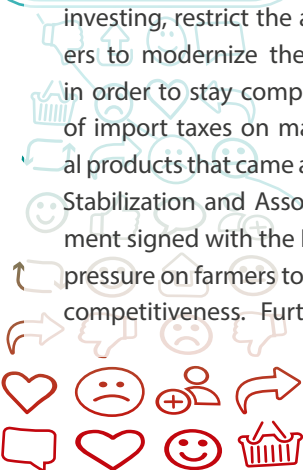 investing, restrict the
ers to modernize the
in order to stay comp
of import taxes on ma
al products that came a
Stabilization and Asso
ment signed with the
pressure on farmers to
competitiveness. Furt